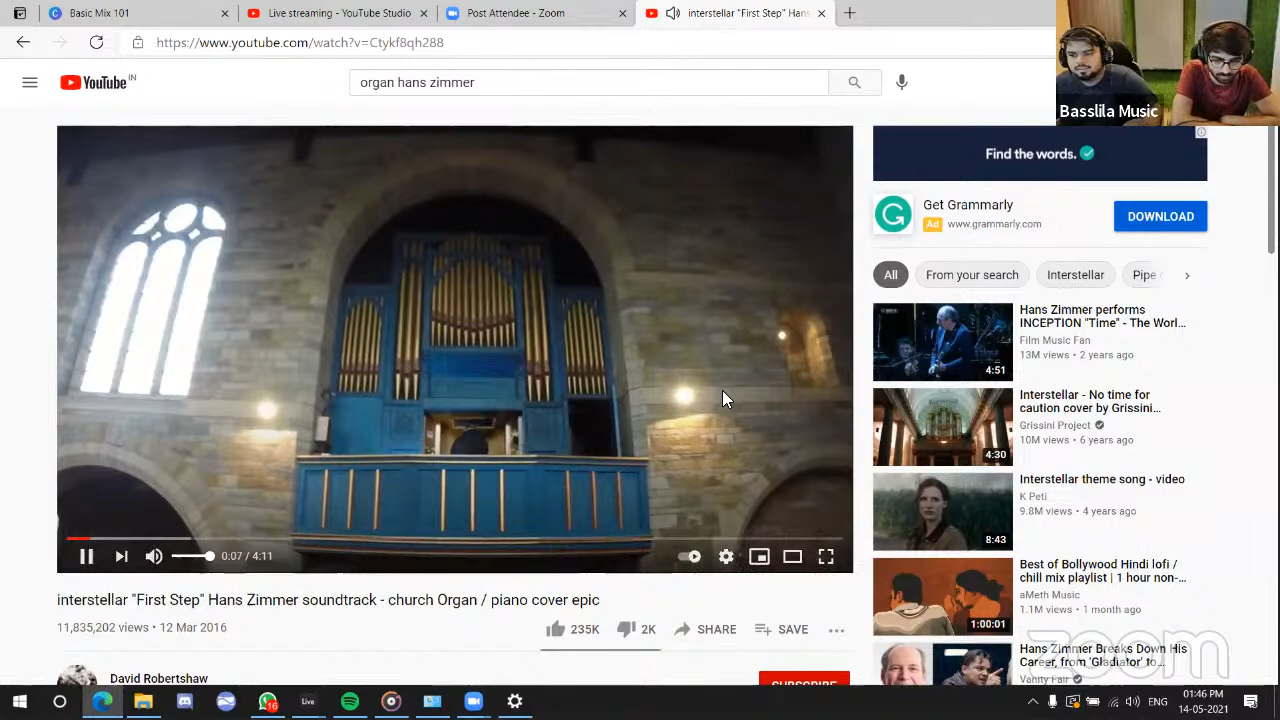 Basic Music Theory 101
Live streaming - YouTube Studio
Post Attendee - Zoom
interstellar "First Step" Hans
https://www.youtube.com/watch?v=Ctykf8qh288
YouTube IN
organ hans zimmer
Basslila Music
Find the words.
Get Grammarly
Ad www.grammarly.com
DOWNLOAD
All From your search Interstellar Pipe
Hans Zimmer performs
INCEPTION "Time" - The Worl...
Film Music Fan
13M views • 2 years ago
4:51
Interstellar - No time for
caution cover by Grissini...
Grissini Project
10M views • 6 years ago
4:30
Interstellar theme song - video
K Peti
9.8M views • 4 years ago
8:43
Best of Bollywood Hindi lofi /
chill mix playlist | 1 hour non-...
aMeth Music
1.1M views • 1 month ago
1:00:01
Hans Zimmer Breaks Down His
Career, from 'Gladiator' to...
Vanity Fair
zoom
0:07 / 4:11
interstellar "First Step" Hans Zimmer soundtrack - church Organ / piano cover epic
11,835,202 views • 12 Mar 2016
235K 2K SHARE SAVE
David Robertshaw
SUBSCRIBE
16
Live
ENG
01:46 PM
14-05-2021